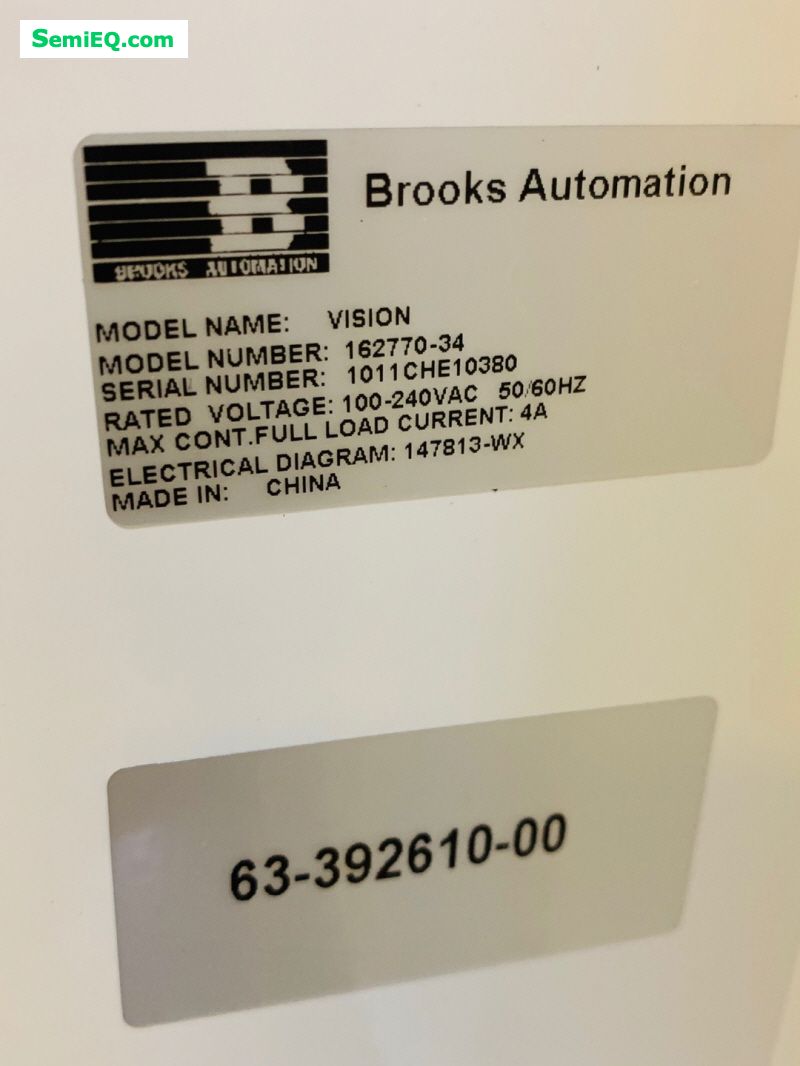 SemiEQ.com
Brooks Automation
BROOKS AUTOMATION
MODEL NAME: VISION
MODEL NUMBER: 162770-34
SERIAL NUMBER: 1011CHE10380
RATED VOLTAGE: 100-240VAC 50/60HZ
MAX CONT.FULL LOAD CURRENT: 4A
ELECTRICAL DIAGRAM: 147813-WX
MADE IN: CHINA
63-392610-00